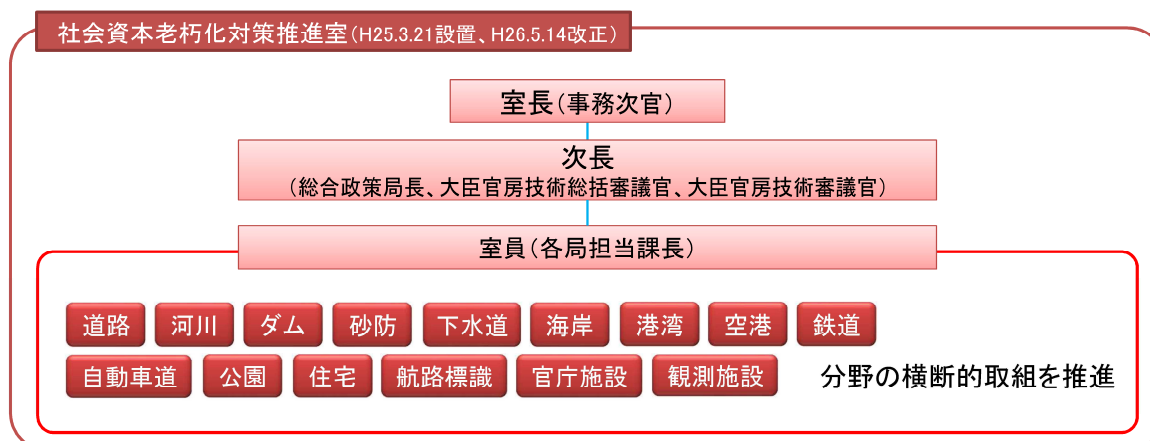 社会資本老朽化対策推進室(H25.3.21設置、H26.5.14改正)
室長(事務次官)
次長
(総合政策局長、大臣官房技術総括審議官、大臣官房技術審議官)
室員(各局担当課長)
道路 河川 ダム 砂防 下水道 海岸 港湾 空港 鉄道
自動車道 公園 住宅 航路標識 官庁施設 観測施設 分野の横断的取組を推進